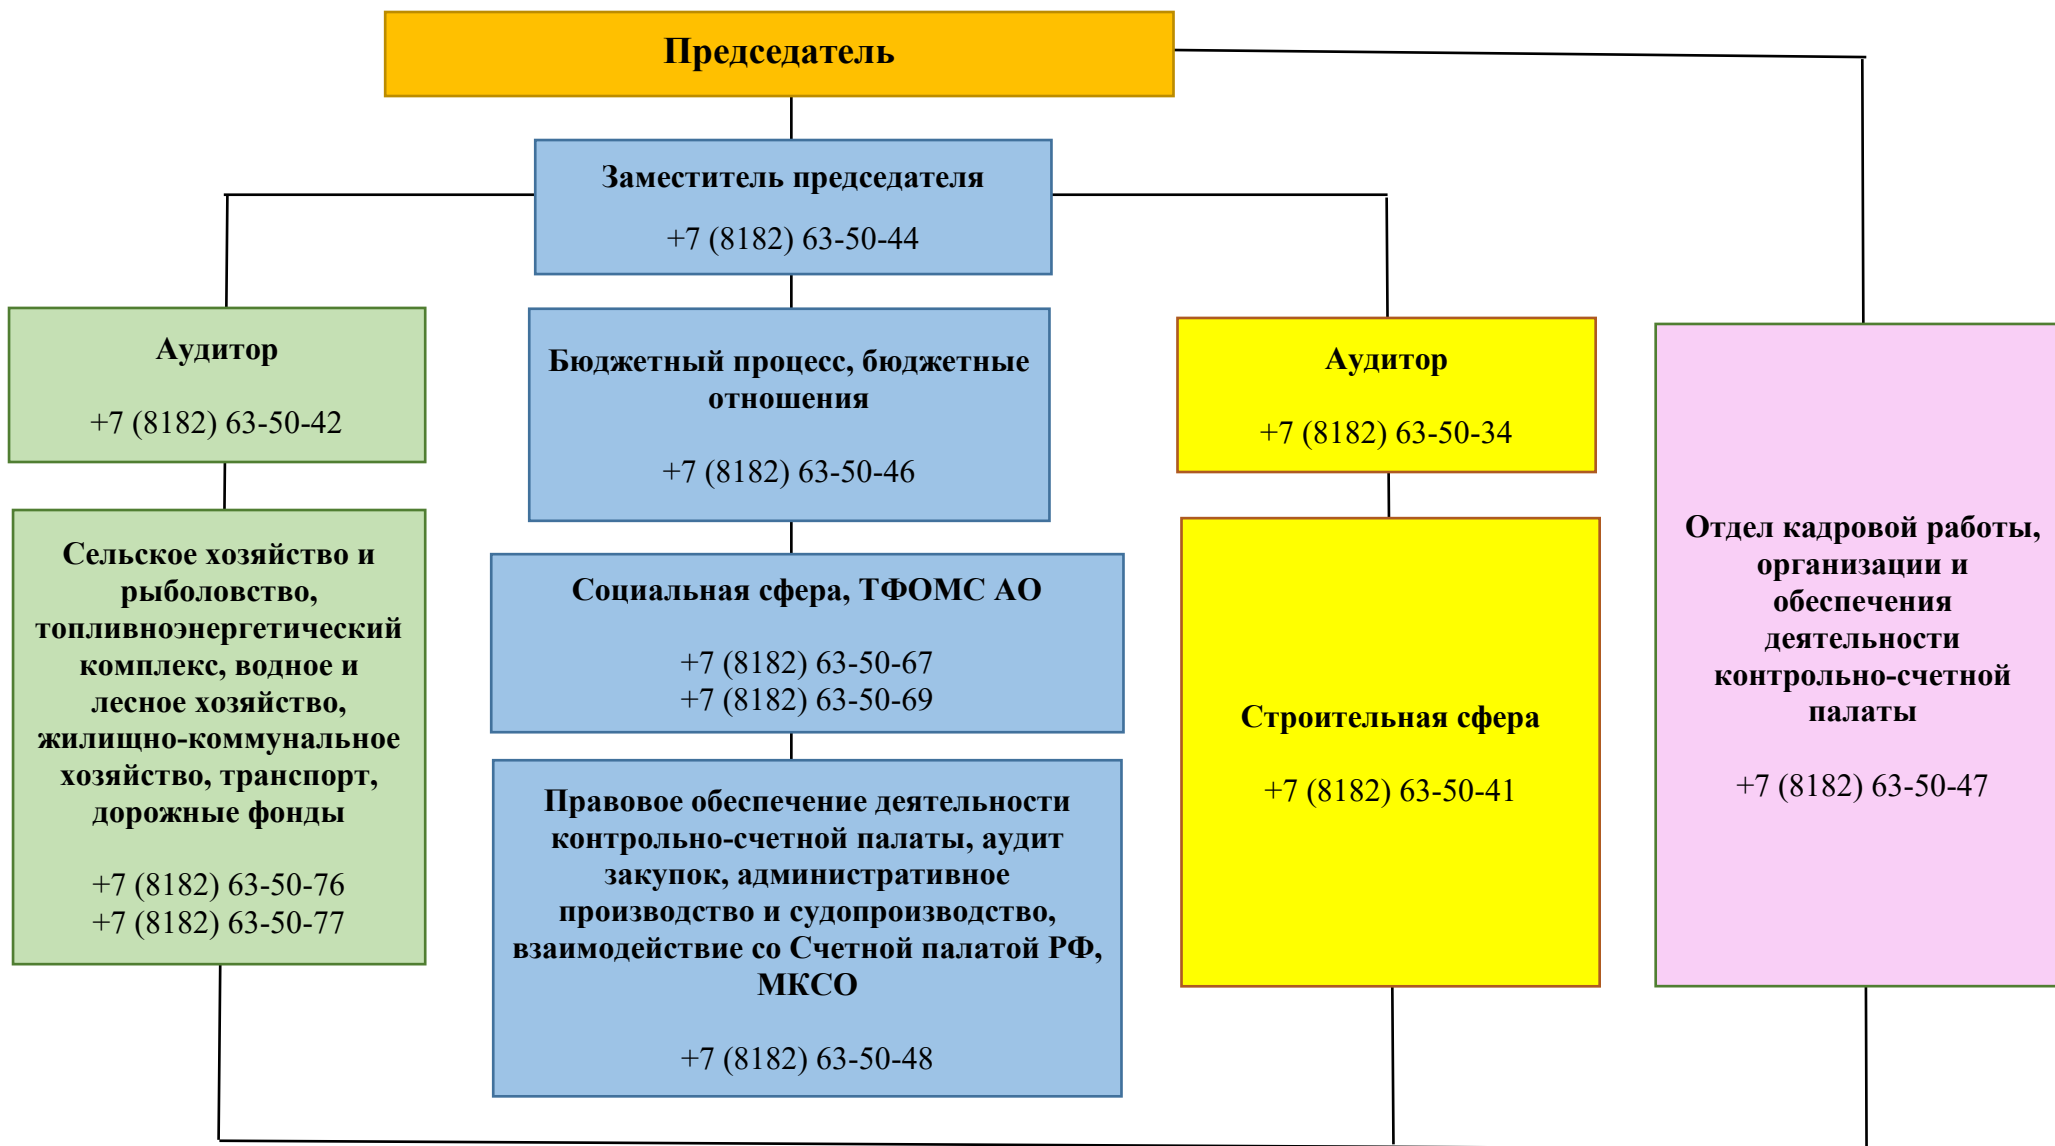 Председатель
Заместитель председателя
+7 (8182) 63-50-44
Аудитор
+7 (8182) 63-50-42
Сельское хозяйство и
рыболовство,
топливноэнергетический
комплекс, водное и
лесное хозяйство,
жилищно-коммунальное
хозяйство, транспорт,
дорожные фонды
+7 (8182) 63-50-76
+7 (8182) 63-50-77
Бюджетный процесс, бюджетные
отношения
+7 (8182) 63-50-46
Социальная сфера, ТФОМС АО
+7 (8182) 63-50-67
+7 (8182) 63-50-69
Правовое обеспечение деятельности
контрольно-счетной палаты, аудит
закупок, административное
производство и судопроизводство,
взаимодействие со Счетной палатой РФ,
МКСО
+7 (8182) 63-50-48
Аудитор
+7 (8182) 63-50-34
Строительная сфера
+7 (8182) 63-50-41
Отдел кадровой работы,
организации и
обеспечения
деятельности
контрольно-счетной
палаты
+7 (8182) 63-50-47